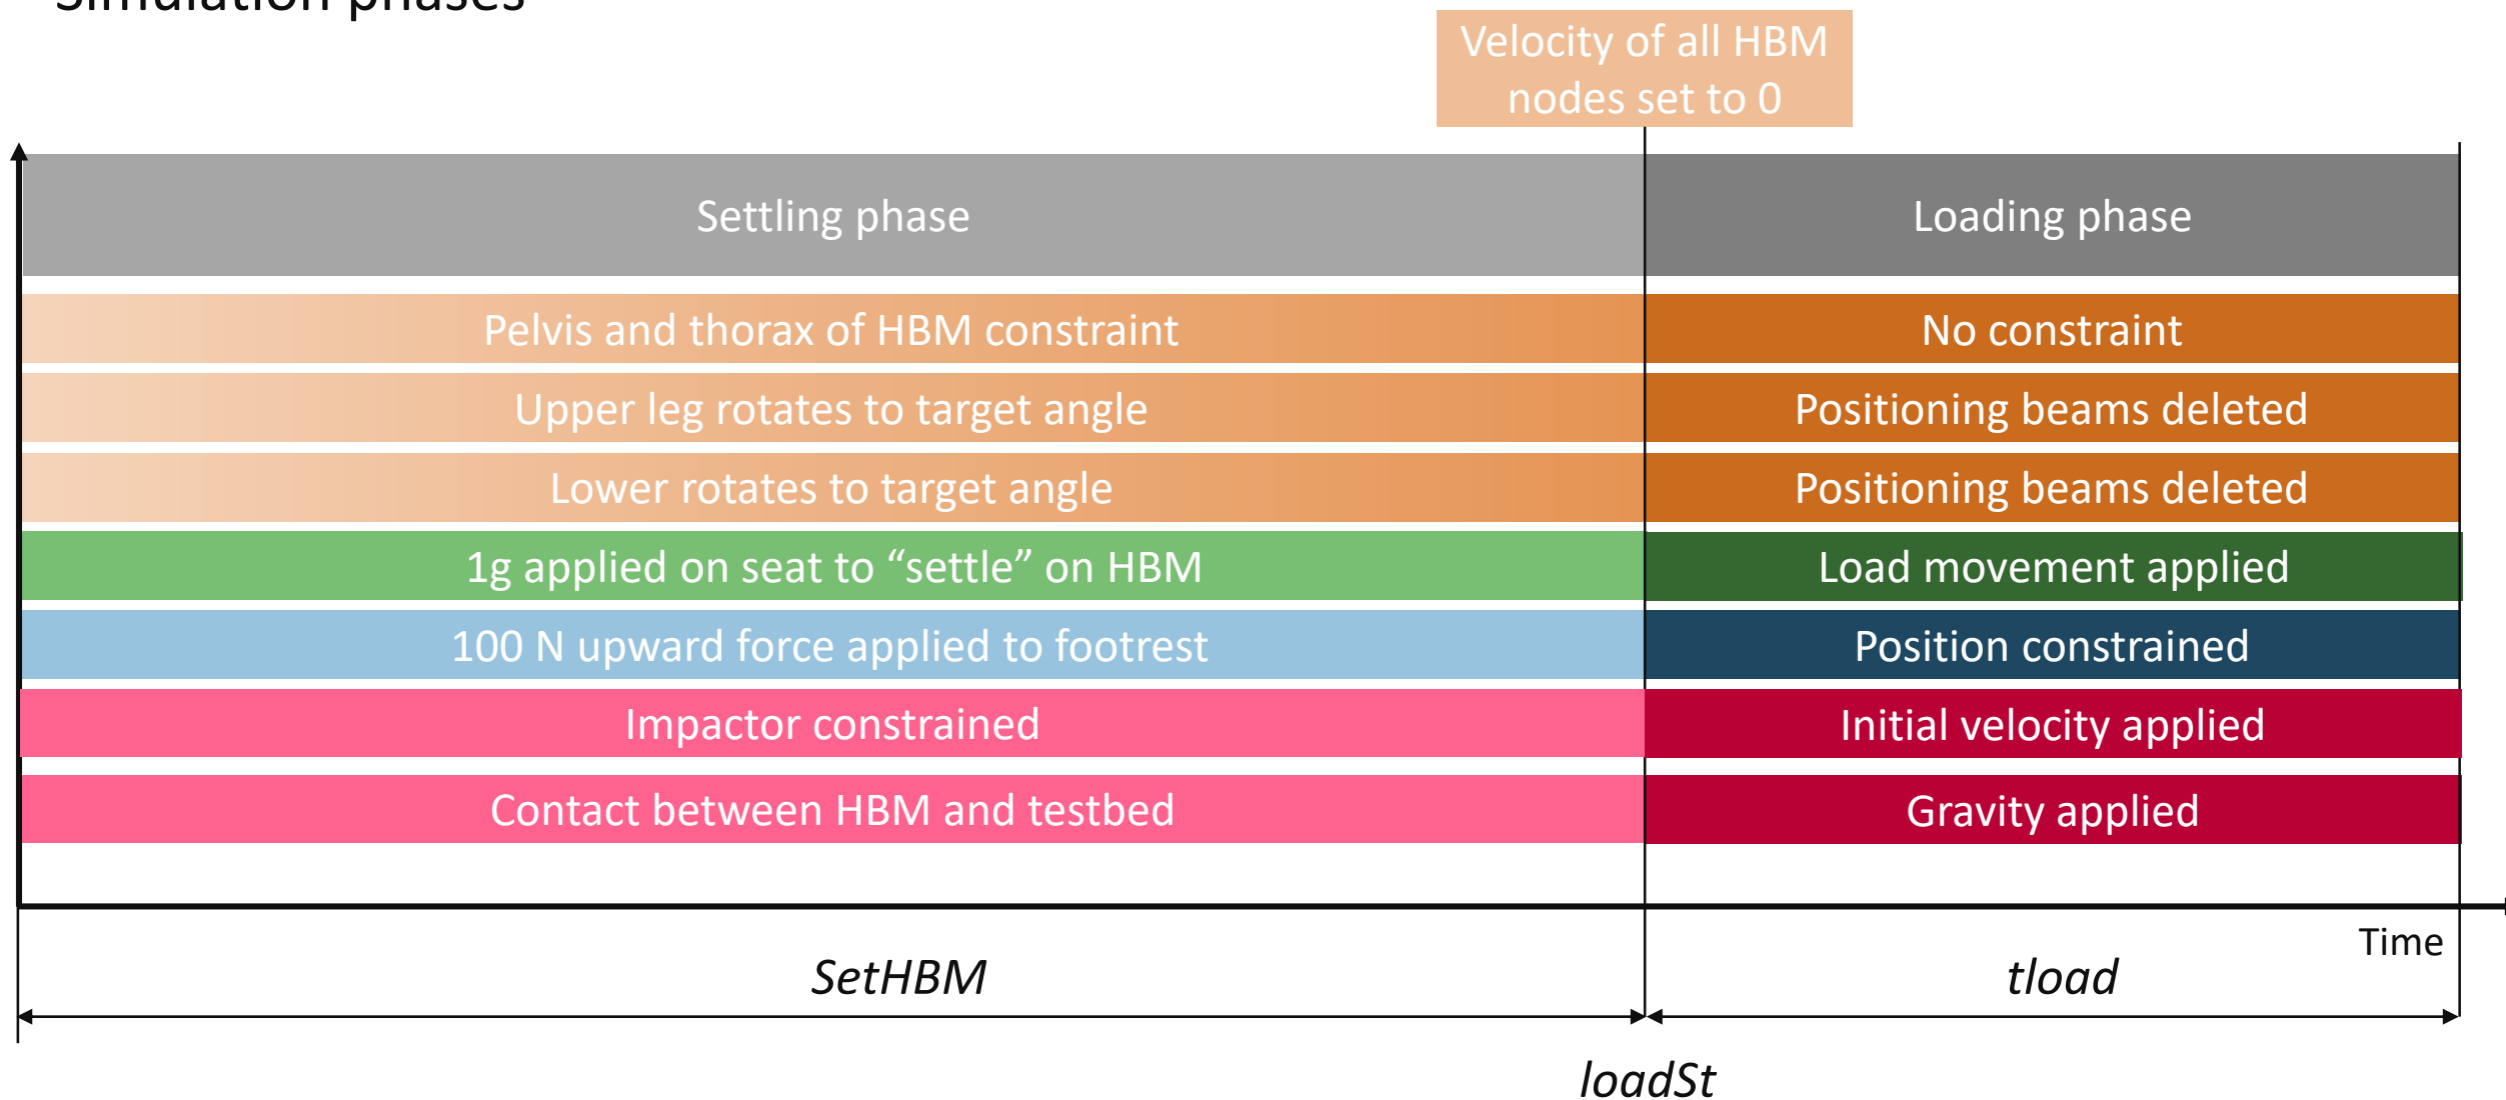 Simulation phases
Velocity of all HBM
nodes set to 0
Settling phase
Loading phase
Pelvis and thorax of HBM constraint
No constraint
Upper leg rotates to target angle
Positioning beams deleted
Lower rotates to target angle
Positioning beams deleted
1g applied on seat to “settle” on HBM
Load movement applied
100 N upward force applied to footrest
Position constrained
Impactor constrained
Initial velocity applied
Contact between HBM and testbed
Gravity applied
Time
SetHBM
tload
loadSt